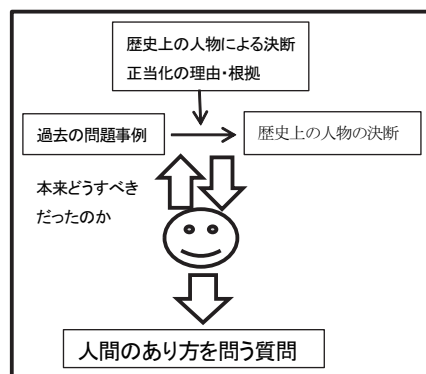 歴史上の人物による決断
正当化の理由・根拠
過去の問題事例
歴史上の人物の決断
本来どうすべき
だったのか
人間のあり方を問う質問